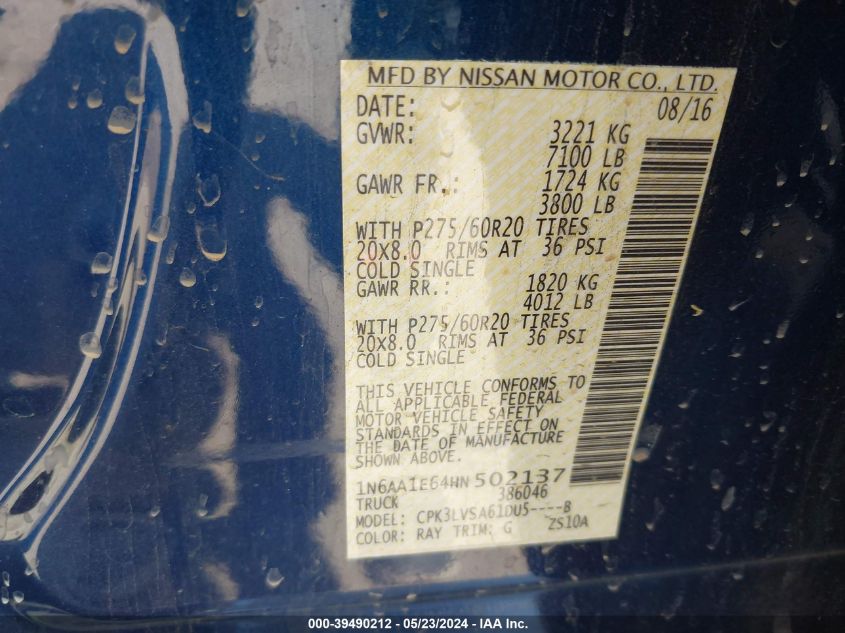 MFD BY NISSAN MOTOR CO., LTD.
DATE: 08/16
GVWR: 3221 KG
7100 LB
GAWR FR.: 1724 KG
3800 LB
WITH P275/60R20 TIRES
20X8.0 RIMS AT 36 PSI
COLD SINGLE
GAWR RR.: 1820 KG
4012 LB
WITH P275/60R20 TIRES
20X8.0 RIMS AT 36 PSI
COLD SINGLE
THIS VEHICLE CONFORMS TO
ALL APPLICABLE FEDERAL
MOTOR VEHICLE SAFETY
STANDARDS IN EFFECT ON
THE DATE OF MANUFACTURE
SHOWN ABOVE.
1N6AA1E64HN 502137
TRUCK 386046
MODEL: CPK3LVSA61DU5----B
COLOR: RAY TRIM: G ZS10A
000-39490212 - 05/23/2024 - IAA Inc.